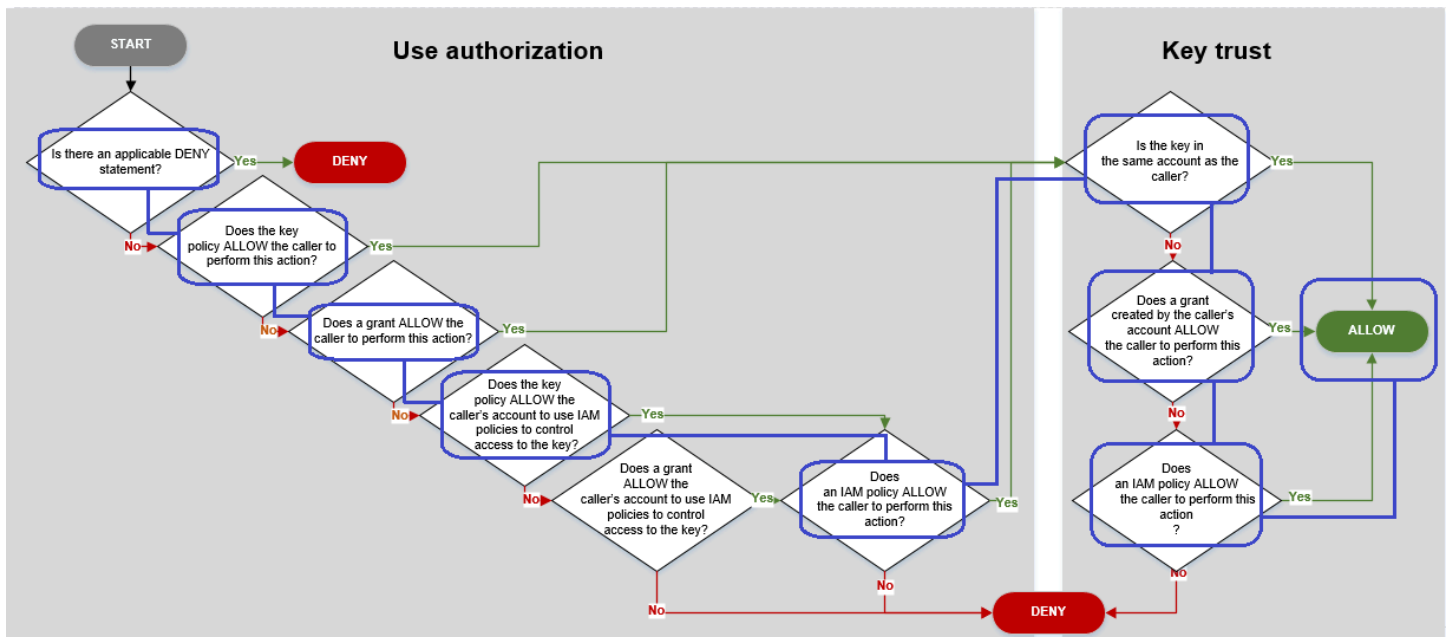 Use authorization
Key trust
START
Is there an applicable DENY
statement?
Yes
DENY
No
Does the key
policy ALLOW the caller to
perform this action?
Yes
No
Does a grant ALLOW the
caller to perform this action?
Yes
No
Does the key
policy ALLOW the
caller's account to use IAM
policies to control
access to the key?
Yes
No
Does a grant
ALLOW the
caller's account to use IAM
policies to control
access to the key?
Yes
No
Does
an IAM policy ALLOW
the caller to perform this
action?
Yes
No
DENY
Is the key in
the same account as the
caller?
Yes
No
Does a grant
created by the caller's
account ALLOW
the caller to perform this
action?
Yes
ALLOW
No
Does
an IAM policy ALLOW
the caller to perform this
action
?
Yes
No